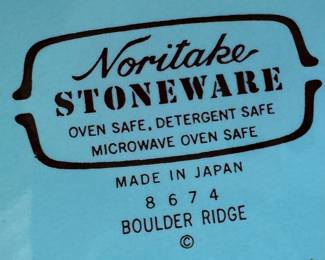 Noritake
STONEWARE
OVEN SAFE, DETERGENT SAFE
MICROWAVE OVEN SAFE
MADE IN JAPAN
8674
BOULDER RIDGE
©